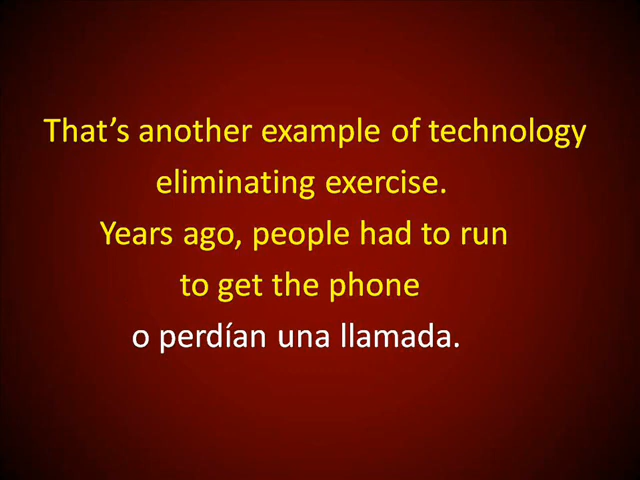 That’s another example of technology
eliminating exercise.
Years ago, people had to run
to get the phone
o perdían una llamada.